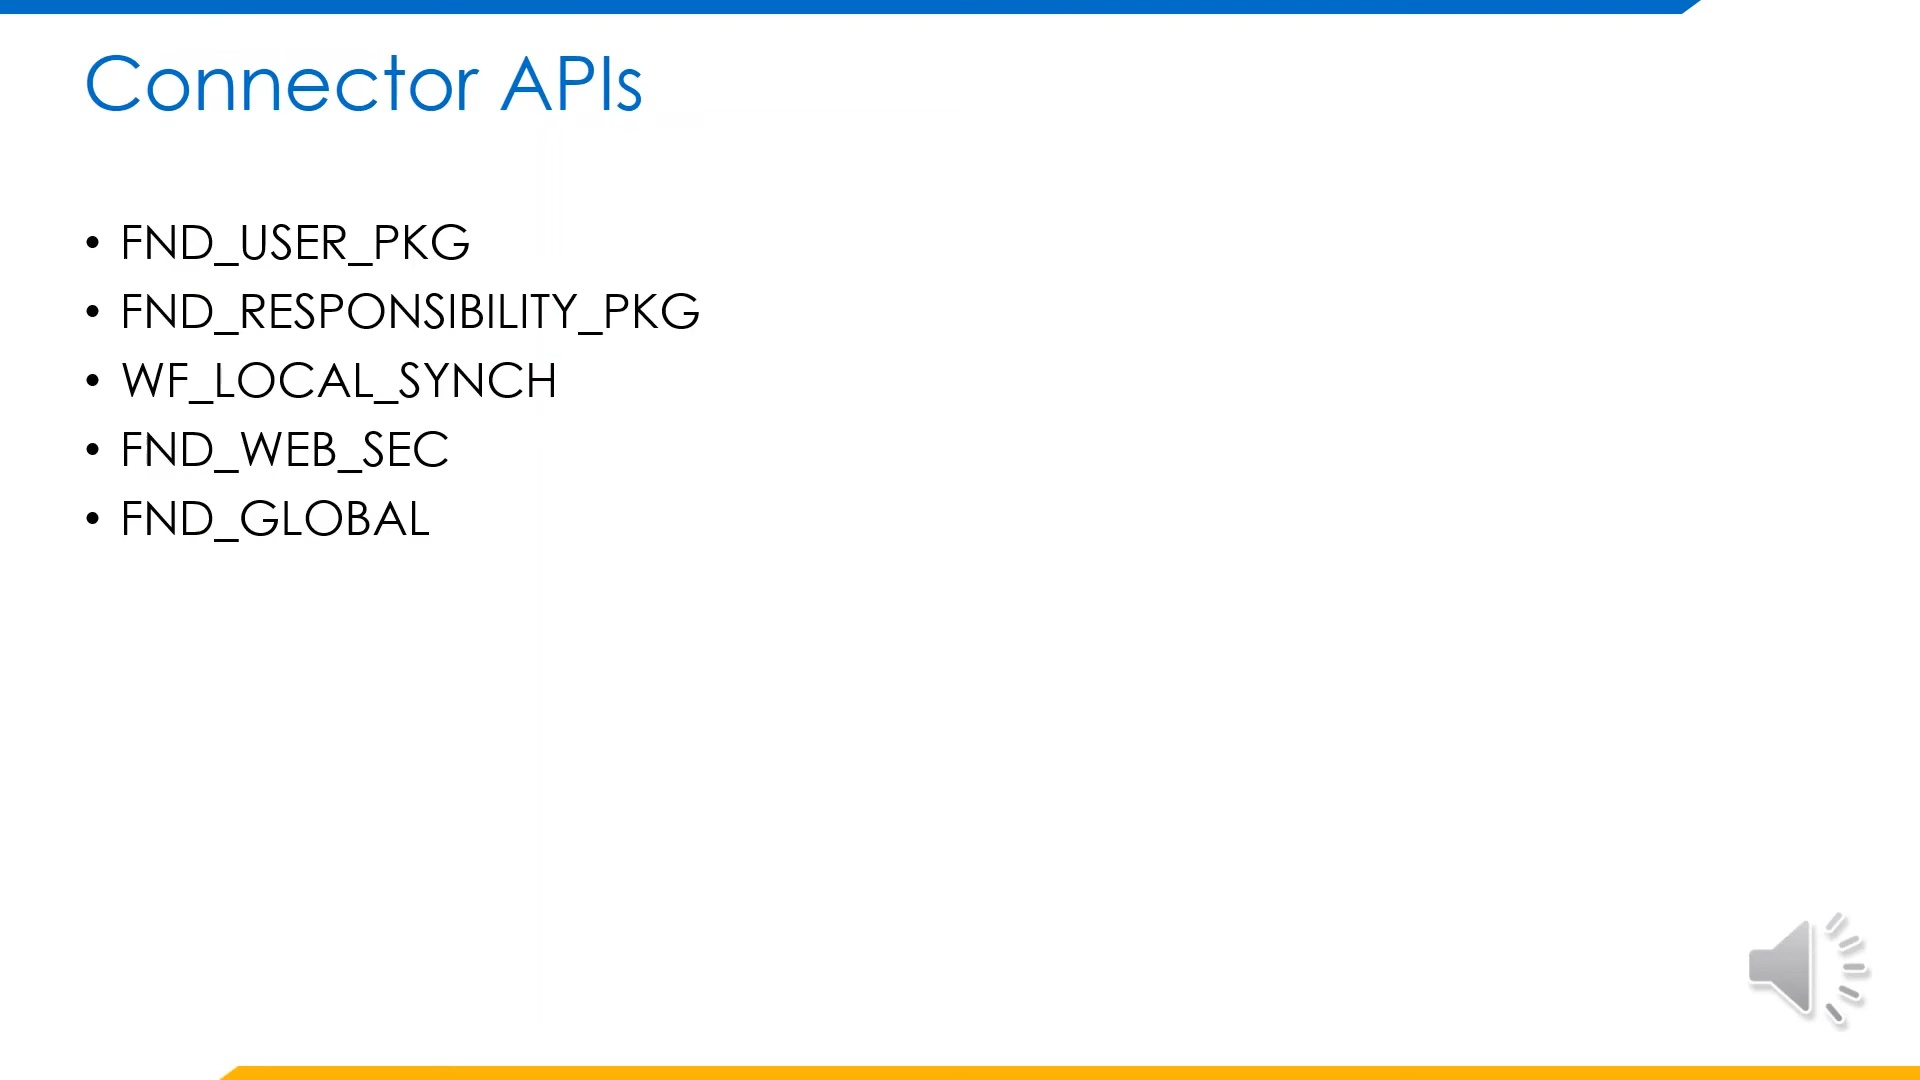 Connector APIs
• FND_USER_PKG
• FND_RESPONSIBILITY_PKG
• WF_LOCAL_SYNCH
• FND_WEB_SEC
• FND_GLOBAL